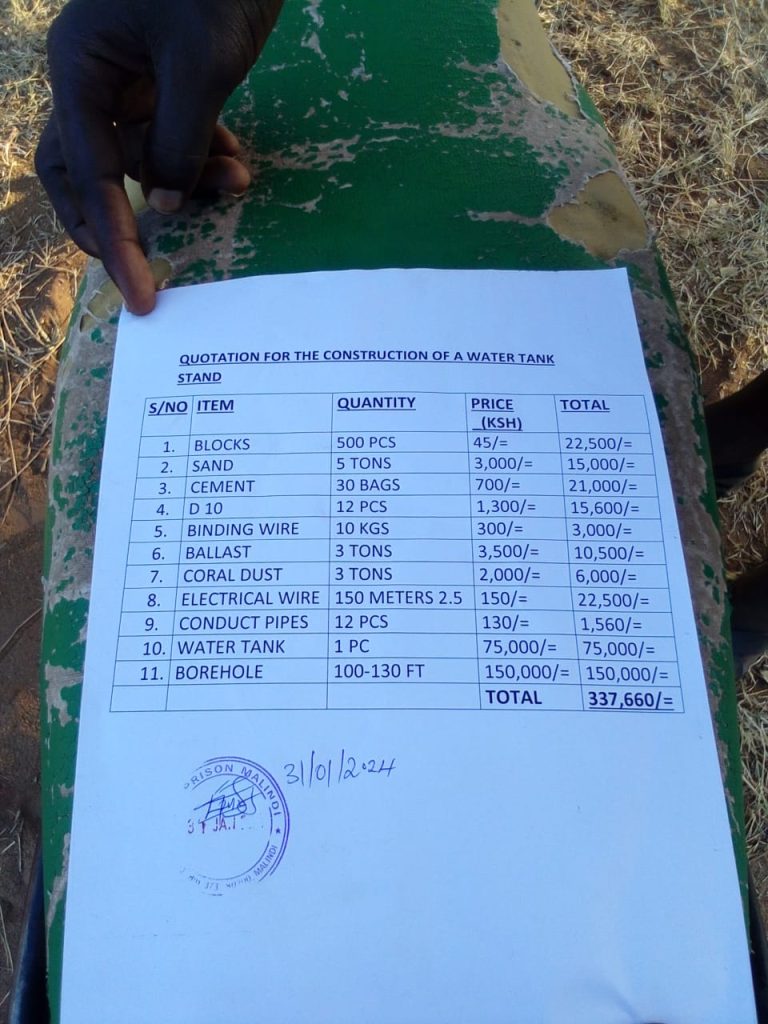 QUOTATION FOR THE CONSTRUCTION OF A WATER TANK
STAND
S/NO ITEM QUANTITY PRICE (KSH) TOTAL
1. BLOCKS 500 PCS 45/= 22,500/=
2. SAND 5 TONS 3,000/= 15,000/=
3. CEMENT 30 BAGS 700/= 21,000/=
4. D 10 12 PCS 1,300/= 15,600/=
5. BINDING WIRE 10 KGS 300/= 3,000/=
6. BALLAST 3 TONS 3,500/= 10,500/=
7. CORAL DUST 3 TONS 2,000/= 6,000/=
8. ELECTRICAL WIRE 150 METERS 2.5 150/= 22,500/=
9. CONDUCT PIPES 12 PCS 130/= 1,560/=
10. WATER TANK 1 PC 75,000/= 75,000/=
11. BOREHOLE 100-130 FT 150,000/= 150,000/=
TOTAL 337,660/=
31/01/2024
PRISON MALINDI
MALINDI